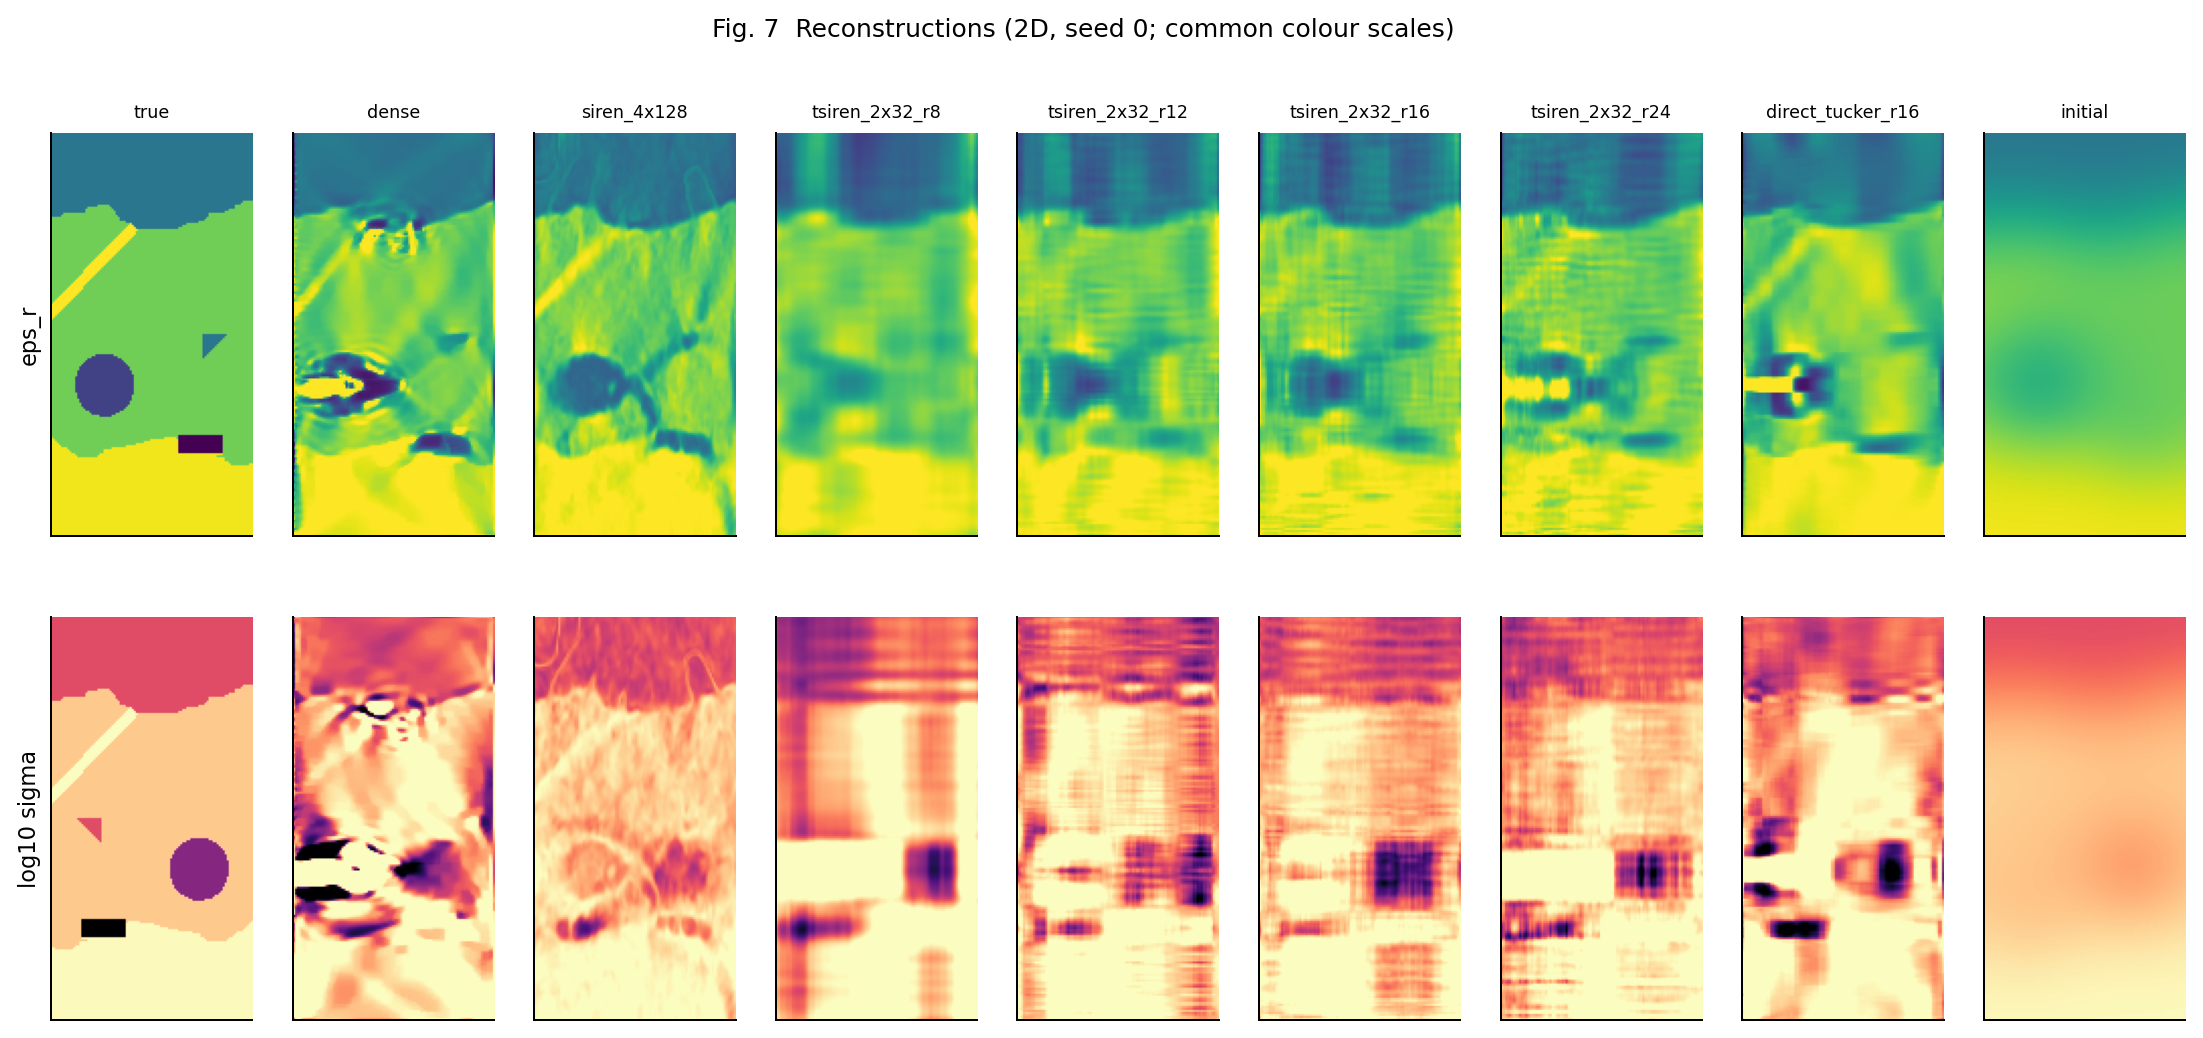 Fig. 7  Reconstructions (2D, seed 0; common colour scales)
true
dense
siren_4x128
tsiren_2x32_r8
tsiren_2x32_r12
tsiren_2x32_r16
tsiren_2x32_r24
direct_tucker_r16
initial
eps_r
log10 sigma